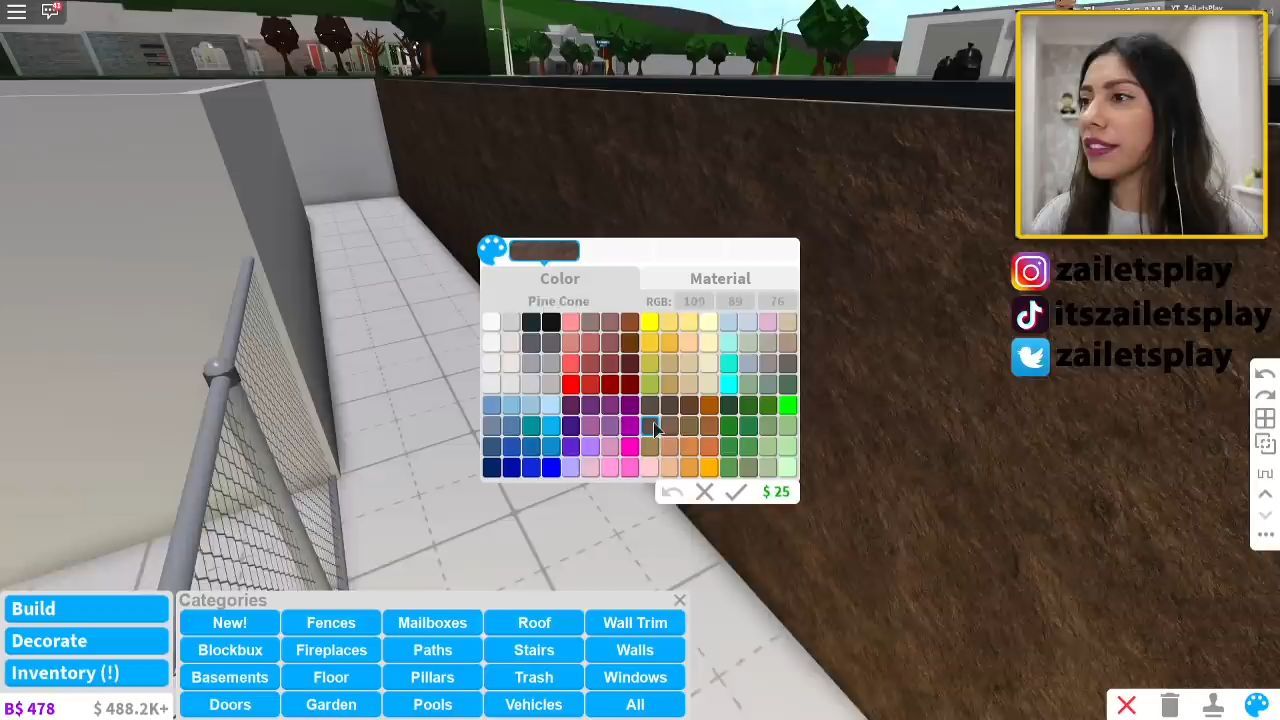 41
YT_ZaiLetsPlay
Color
Material
Pine Cone
RGB: 109 89 76
$ 25
zailetsplay
itszailetsplay
zailetsplay
Build
Decorate
Inventory (!)
B$ 478
$ 488.2K+
Categories
New!
Fences
Mailboxes
Roof
Wall Trim
Blockbux
Fireplaces
Paths
Stairs
Walls
Basements
Floor
Pillars
Trash
Windows
Doors
Garden
Pools
Vehicles
All